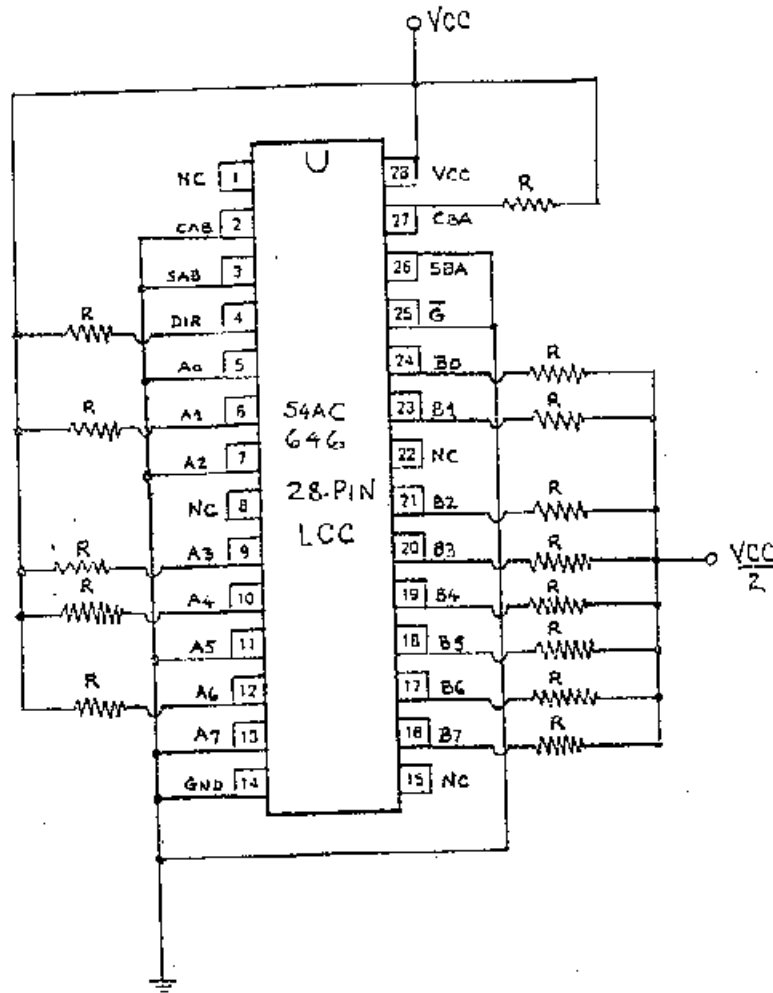 VCC
NC 1
28 VCC
R
CAB 2
27 CBA
SAB 3
26 SBA
R
DIR 4
25 G̅
A0 5
24 B0
R
R
A1 6
23 B1
R
54AC
646
A2 7
22 NC
28-PIN
NC 8
21 B2
R
LCC
R
A3 9
20 B3
R
VCC
2
R
A4 10
19 B4
R
A5 11
18 B5
R
R
A6 12
17 B6
R
A7 13
16 B7
R
GND 14
15 NC